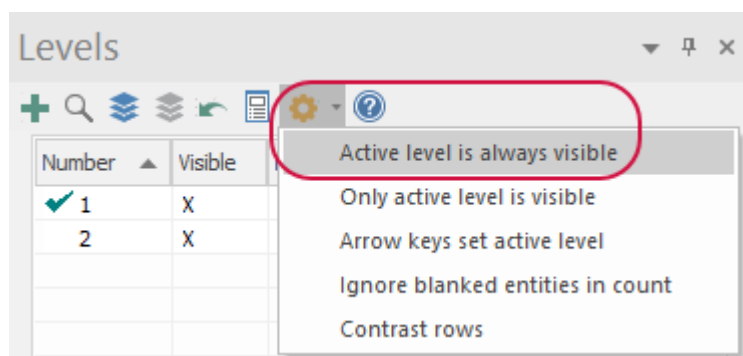 Levels
Number Visible
Active level is always visible
1 X
Only active level is visible
2 X
Arrow keys set active level
Ignore blanked entities in count
Contrast rows